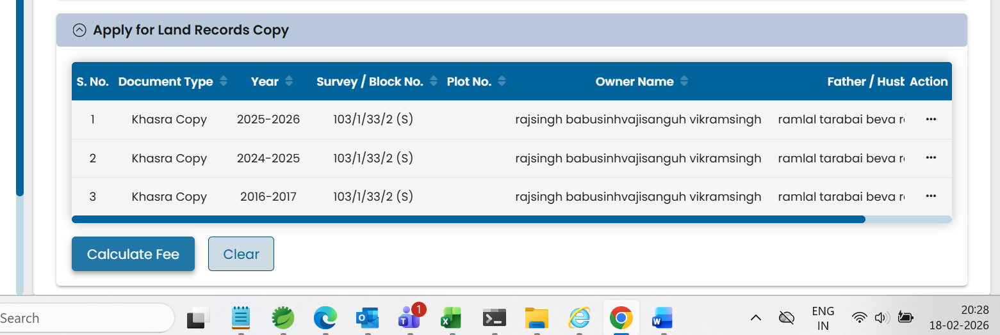 Apply for Land Records Copy
S. No. Document Type Year Survey / Block No. Plot No. Owner Name Father / Husb Action
1 Khasra Copy 2025-2026 103/1/33/2 (S) rajsingh babusinhvajisanguh vikramsingh ramlal tarabai beva r
2 Khasra Copy 2024-2025 103/1/33/2 (S) rajsingh babusinhvajisanguh vikramsingh ramlal tarabai beva r
3 Khasra Copy 2016-2017 103/1/33/2 (S) rajsingh babusinhvajisanguh vikramsingh ramlal tarabai beva r
Calculate Fee Clear
Search 1 ENG 20:28
IN 18-02-2026